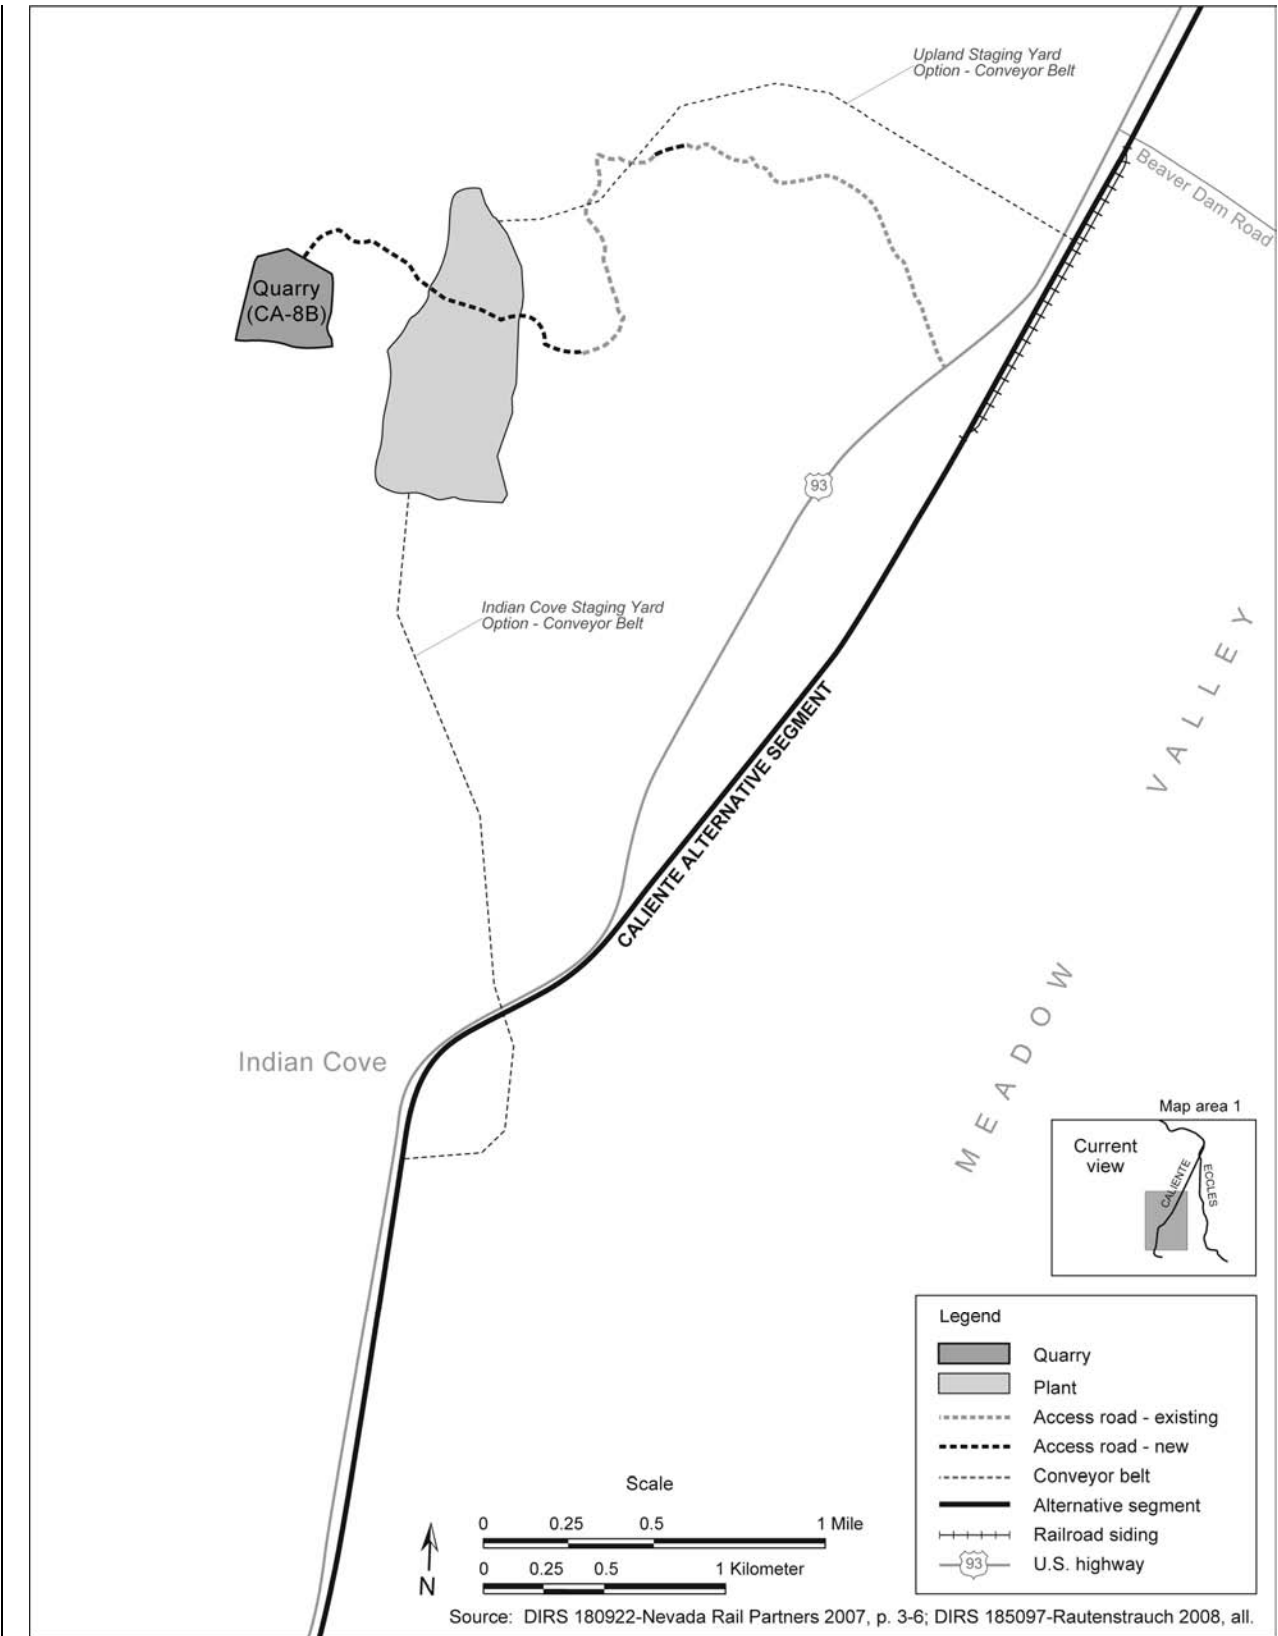 Upland Staging Yard
Option - Conveyor Belt
Beaver Dam Road
Quarry
(CA-8B)
93
Indian Cove Staging Yard
Option - Conveyor Belt
CALIENTE ALTERNATIVE SEGMENT
MEADOW VALLEY
Indian Cove
Map area 1
Current
view
CALIENTE
ECCLES
Legend
Quarry
Plant
Access road - existing
Access road - new
Conveyor belt
Alternative segment
Railroad siding
93 U.S. highway
Scale
0 0.25 0.5 1 Mile
0 0.25 0.5 1 Kilometer
N
Source: DIRS 180922-Nevada Rail Partners 2007, p. 3-6; DIRS 185097-Rautenstrauch 2008, all.